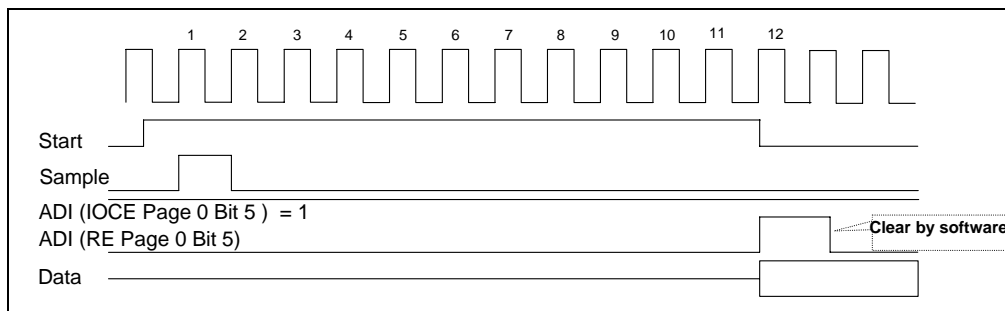 1 2 3 4 5 6 7 8 9 10 11 12
Start
Sample
ADI (IOCE Page 0 Bit 5 ) = 1
ADI (RE Page 0 Bit 5)
Clear by software
Data